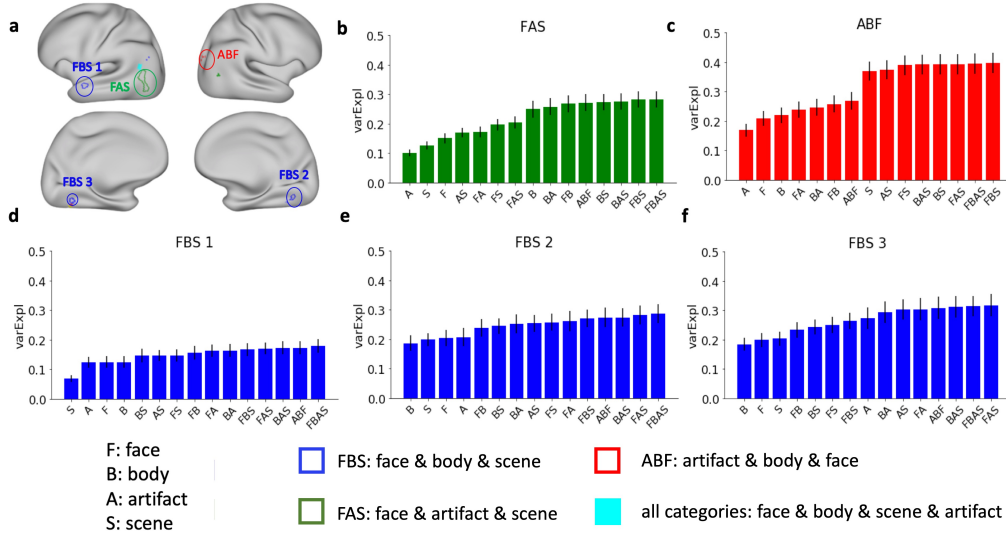 a
FBS 1
FAS
ABF
FBS 3
FBS 2
b
FAS
varExpl
0.5
0.4
0.3
0.2
0.1
0.0
A S F AS FA FS FAS B BA FB ABF BS BAS FBS FBAS
c
ABF
varExpl
0.5
0.4
0.3
0.2
0.1
0.0
A F B FA BA FB ABF S AS FS BAS BS FAS FBAS FBS
d
FBS 1
varExpl
0.5
0.4
0.3
0.2
0.1
0.0
S A F B BS AS FS FB FA BA FBS FAS BAS ABF FBAS
e
FBS 2
varExpl
0.5
0.4
0.3
0.2
0.1
0.0
B S F A FB BS BA AS FS FA FBS ABF BAS FAS FBAS
f
FBS 3
varExpl
0.5
0.4
0.3
0.2
0.1
0.0
B F S FB BS FS FBS A BA AS FA ABF BAS FBAS FAS
F: face
B: body
A: artifact
S: scene
FBS: face & body & scene
ABF: artifact & body & face
FAS: face & artifact & scene
all categories: face & body & scene & artifact